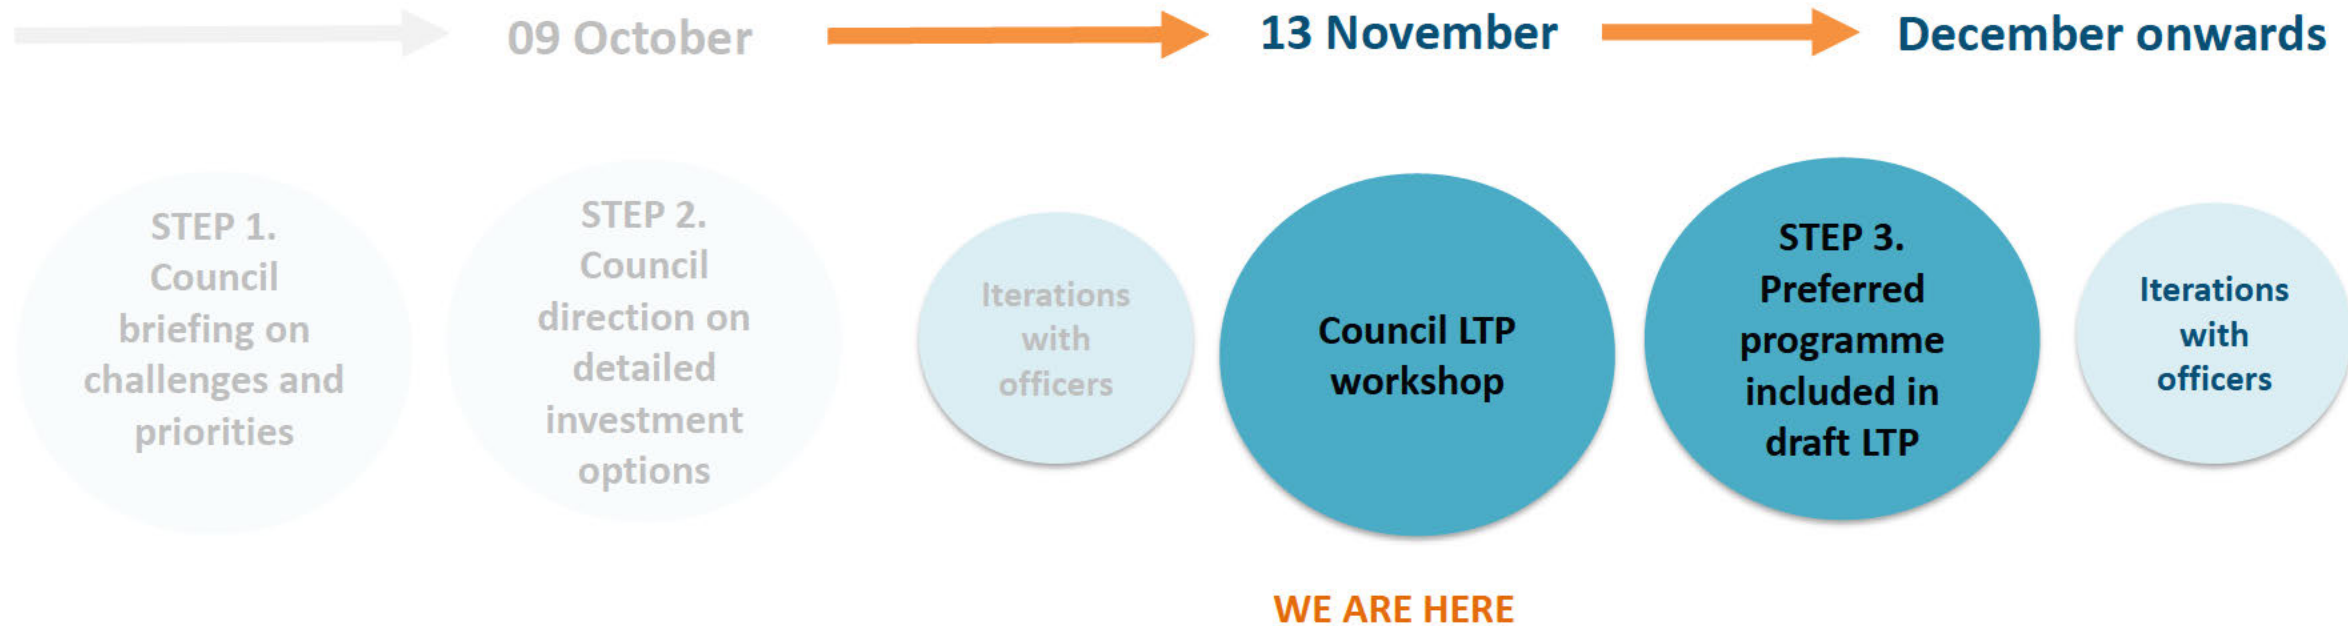 09 October
13 November
December onwards
STEP 1.
Council
briefing on
challenges and
priorities
STEP 2.
Council
direction on
detailed
investment
options
Iterations
with
officers
Council LTP
workshop
STEP 3.
Preferred
programme
included in
draft LTP
Iterations
with
officers
WE ARE HERE